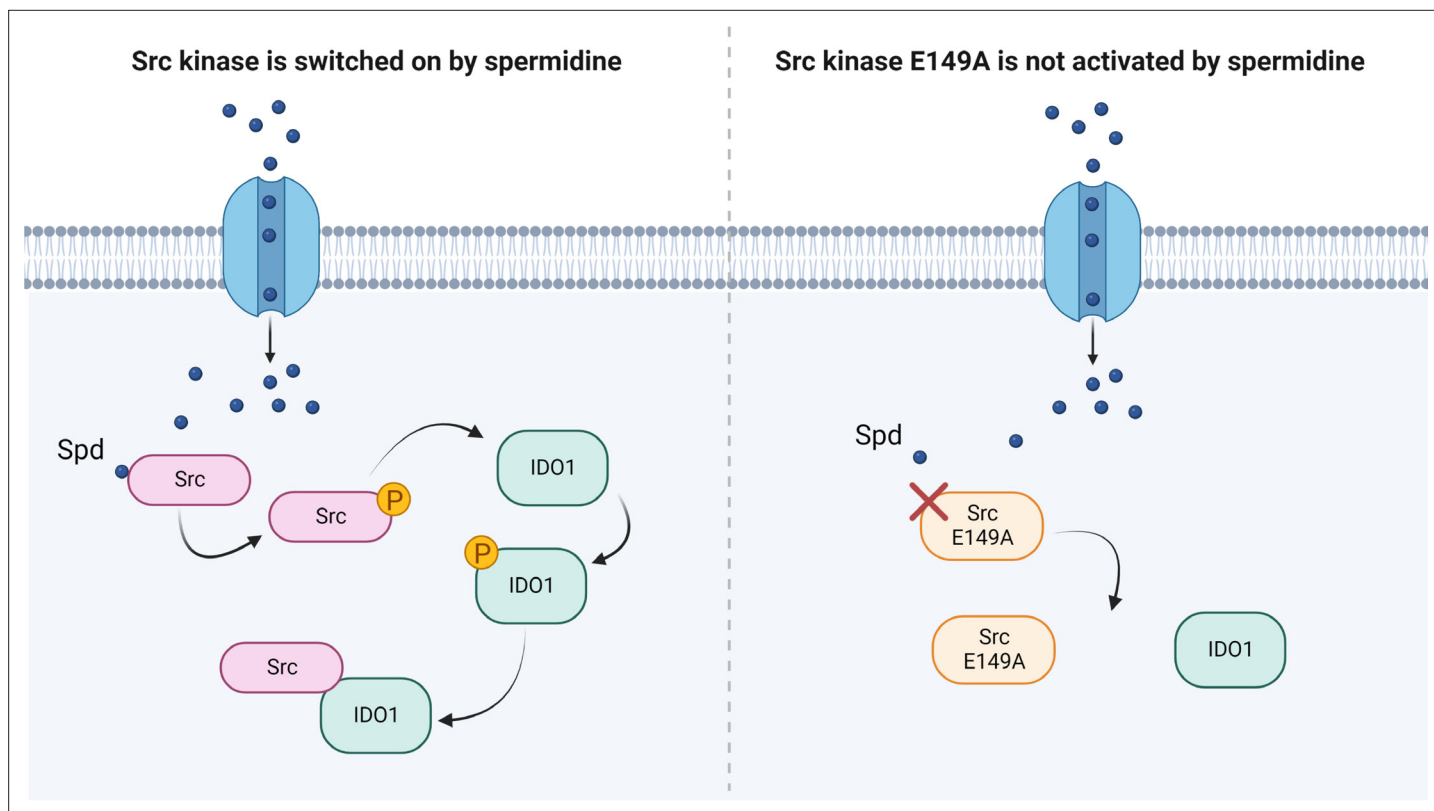 Src kinase is switched on by spermidine
Spd
Src
Src
P
IDO1
P
IDO1
Src
IDO1
Src kinase E149A is not activated by spermidine
Spd
Src
E149A
Src
E149A
IDO1